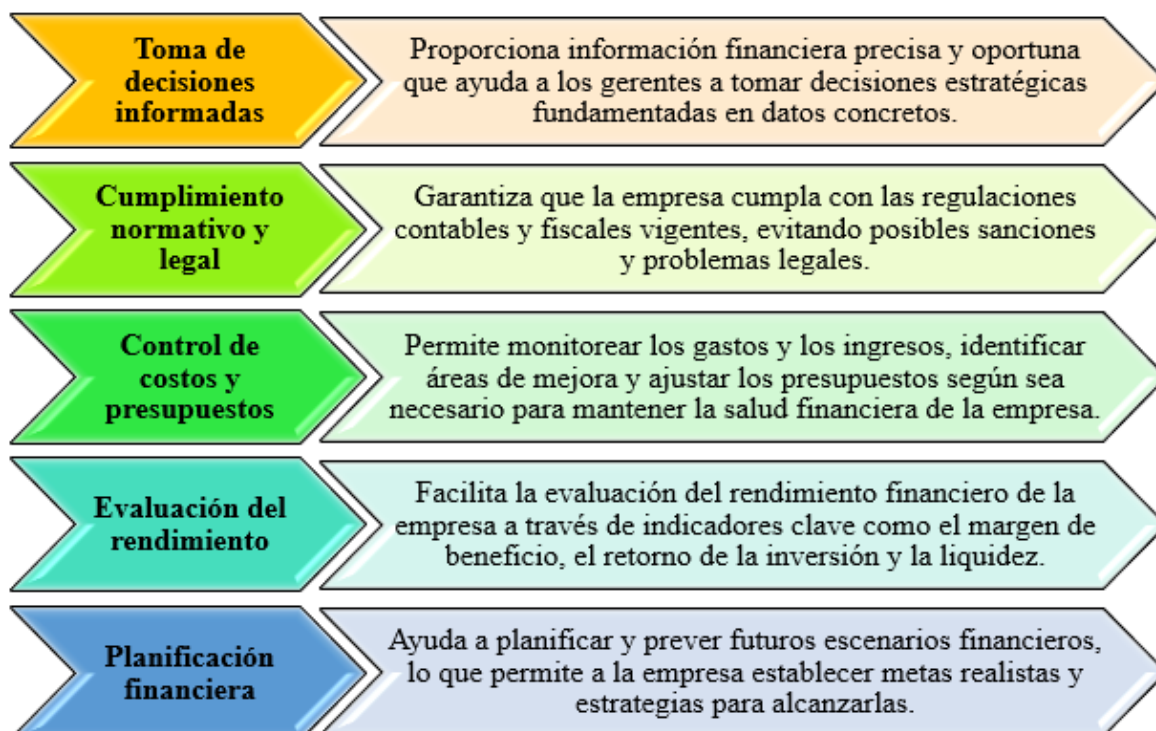 Toma de
decisiones
informadas
Proporciona información financiera precisa y oportuna
que ayuda a los gerentes a tomar decisiones estratégicas
fundamentadas en datos concretos.
Cumplimiento
normativo y
legal
Garantiza que la empresa cumpla con las regulaciones
contables y fiscales vigentes, evitando posibles sanciones
y problemas legales.
Control de
costos y
presupuestos
Permite monitorear los gastos y los ingresos, identificar
áreas de mejora y ajustar los presupuestos según sea
necesario para mantener la salud financiera de la empresa.
Evaluación del
rendimiento
Facilita la evaluación del rendimiento financiero de la
empresa a través de indicadores clave como el margen de
beneficio, el retorno de la inversión y la liquidez.
Planificación
financiera
Ayuda a planificar y prever futuros escenarios financieros,
lo que permite a la empresa establecer metas realistas y
estrategias para alcanzarlas.